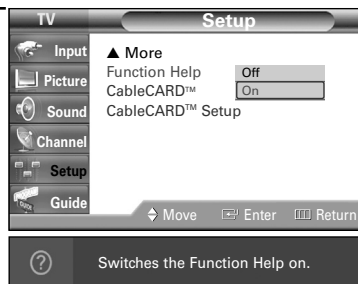 TV Setup
Input
Picture
Sound
Channel
Setup
Guide
▲ More
Function Help Off
CableCARD™ On
CableCARD™ Setup
Move Enter Return
? Switches the Function Help on.